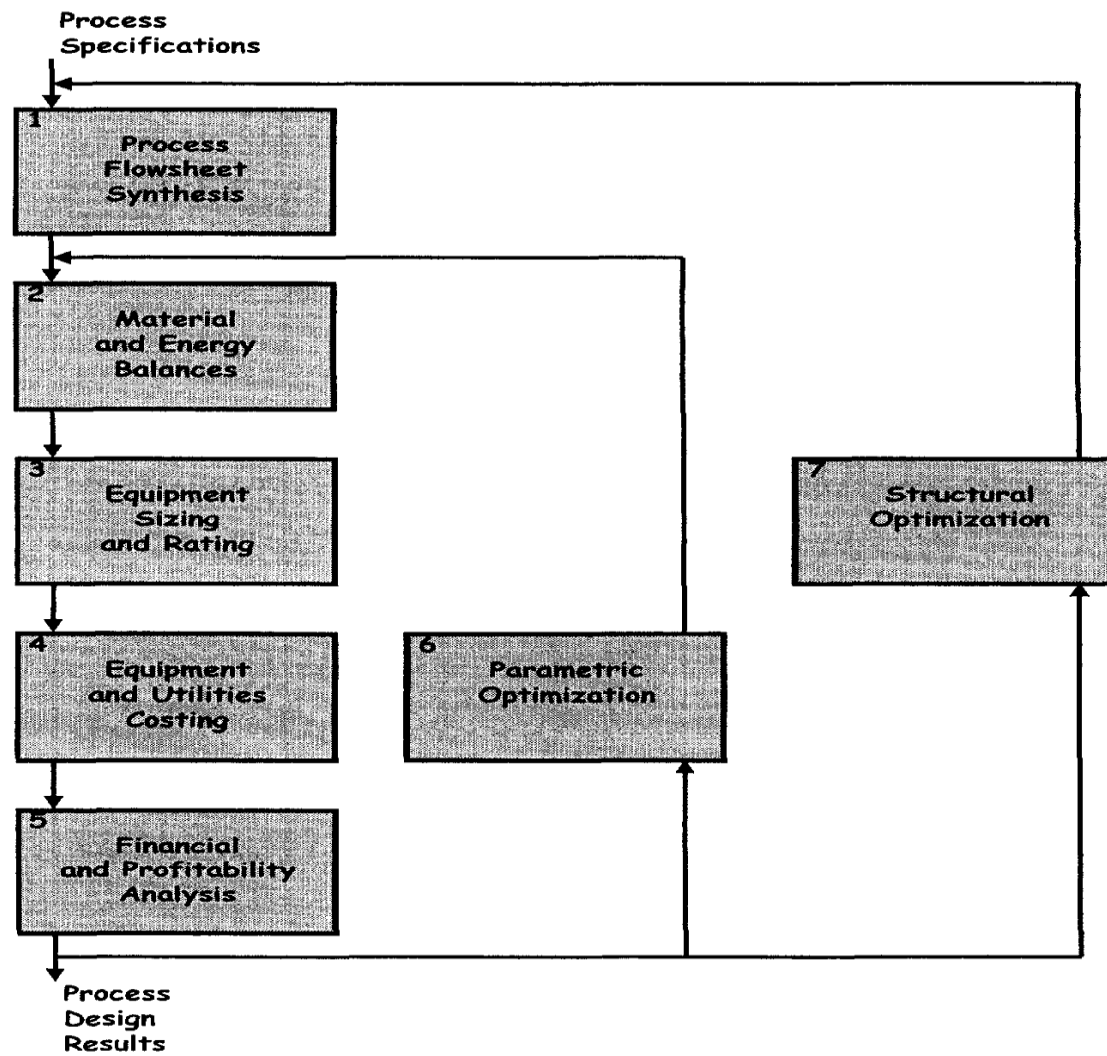 Process
Specifications
1
Process
Flowsheet
Synthesis
2
Material
and Energy
Balances
3
Equipment
Sizing
and Rating
7
Structural
Optimization
4
Equipment
and Utilities
Costing
6
Parametric
Optimization
5
Financial
and Profitability
Analysis
Process
Design
Results